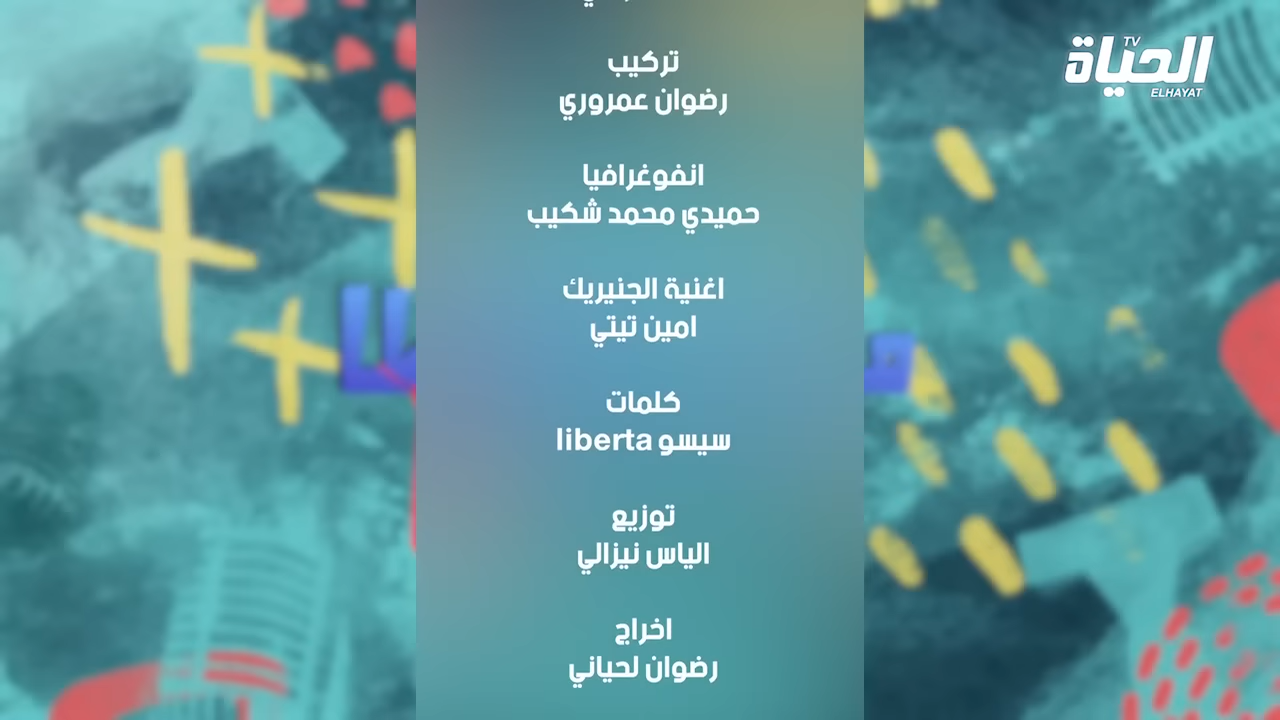 تركيب
رضوان عمروري
انفوغرافيا
حميدي محمد شكيب
اغنية الجنيريك
امين تيتي
كلمات
سيسو liberta
توزيع
الياس نيزالي
اخراج
رضوان لحياني
الحياة TV
ELHAYAT